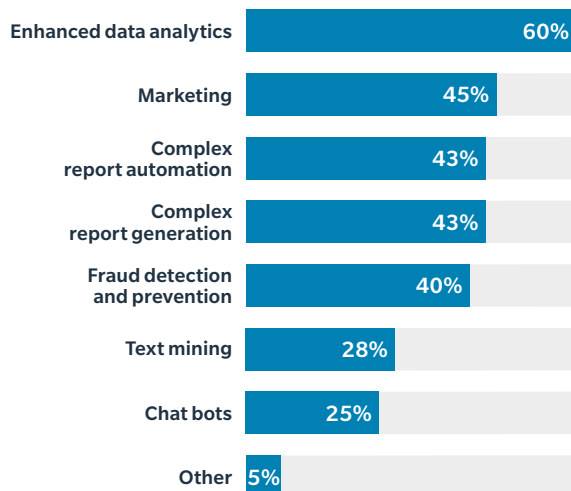 Enhanced data analytics 60%
Marketing 45%
Complex
report automation 43%
Complex
report generation 43%
Fraud detection
and prevention 40%
Text mining 28%
Chat bots 25%
Other 5%